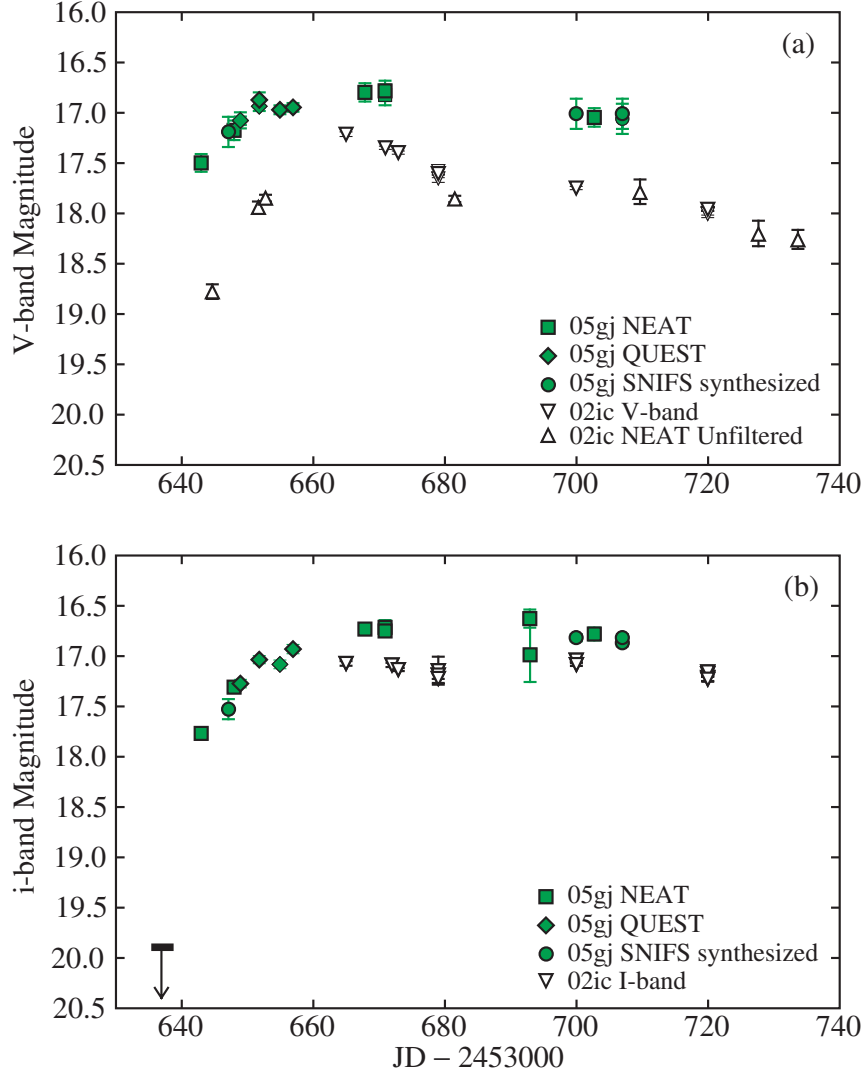 16.0
(a)
16.5
17.0
17.5
18.0
18.5
19.0
19.5
20.0
20.5
V-band Magnitude
05gj NEAT
05gj QUEST
05gj SNIFS synthesized
02ic V-band
02ic NEAT Unfiltered
640 660 680 700 720 740
16.0
(b)
16.5
17.0
17.5
18.0
18.5
19.0
19.5
20.0
20.5
i-band Magnitude
05gj NEAT
05gj QUEST
05gj SNIFS synthesized
02ic I-band
640 660 680 700 720 740
JD – 2453000